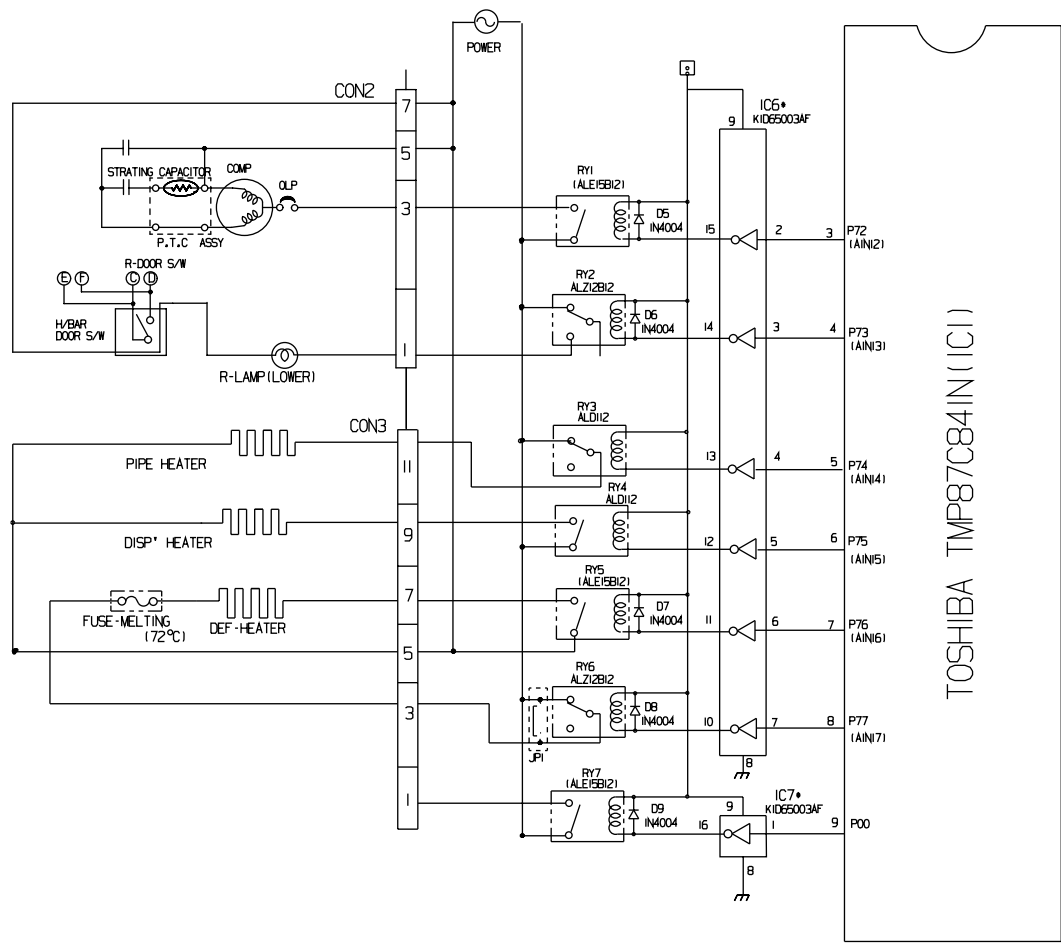 POWER
CON2
7
5
3
1
STRATING CAPACITOR
COMP
OLP
P.T.C ASSY
R-DOOR S/W
E F C D
H/BAR
DOOR S/W
R-LAMP(LOWER)
CON3
11
9
7
5
3
1
PIPE HEATER
DISP' HEATER
FUSE-MELTING
(72°C)
DEF-HEATER
RY1
(ALE15B12)
D5
IN4004
RY2
ALZ12B12
D6
IN4004
RY3
ALD112
RY4
ALD112
RY5
(ALE15B12)
D7
IN4004
RY6
ALZ12B12
D8
IN4004
JP1
RY7
(ALE15B12)
D9
IN4004
IC6*
KID65003AF
9
15 2 3 P72
(AIN12)
14 3 4 P73
(AIN13)
13 4 5 P74
(AIN14)
12 5 6 P75
(AIN15)
11 6 7 P76
(AIN16)
10 7 8 P77
(AIN17)
8
IC7*
KID65003AF
9
16 1 9 P00
8
TOSHIBA TMP87C841N(IC1)